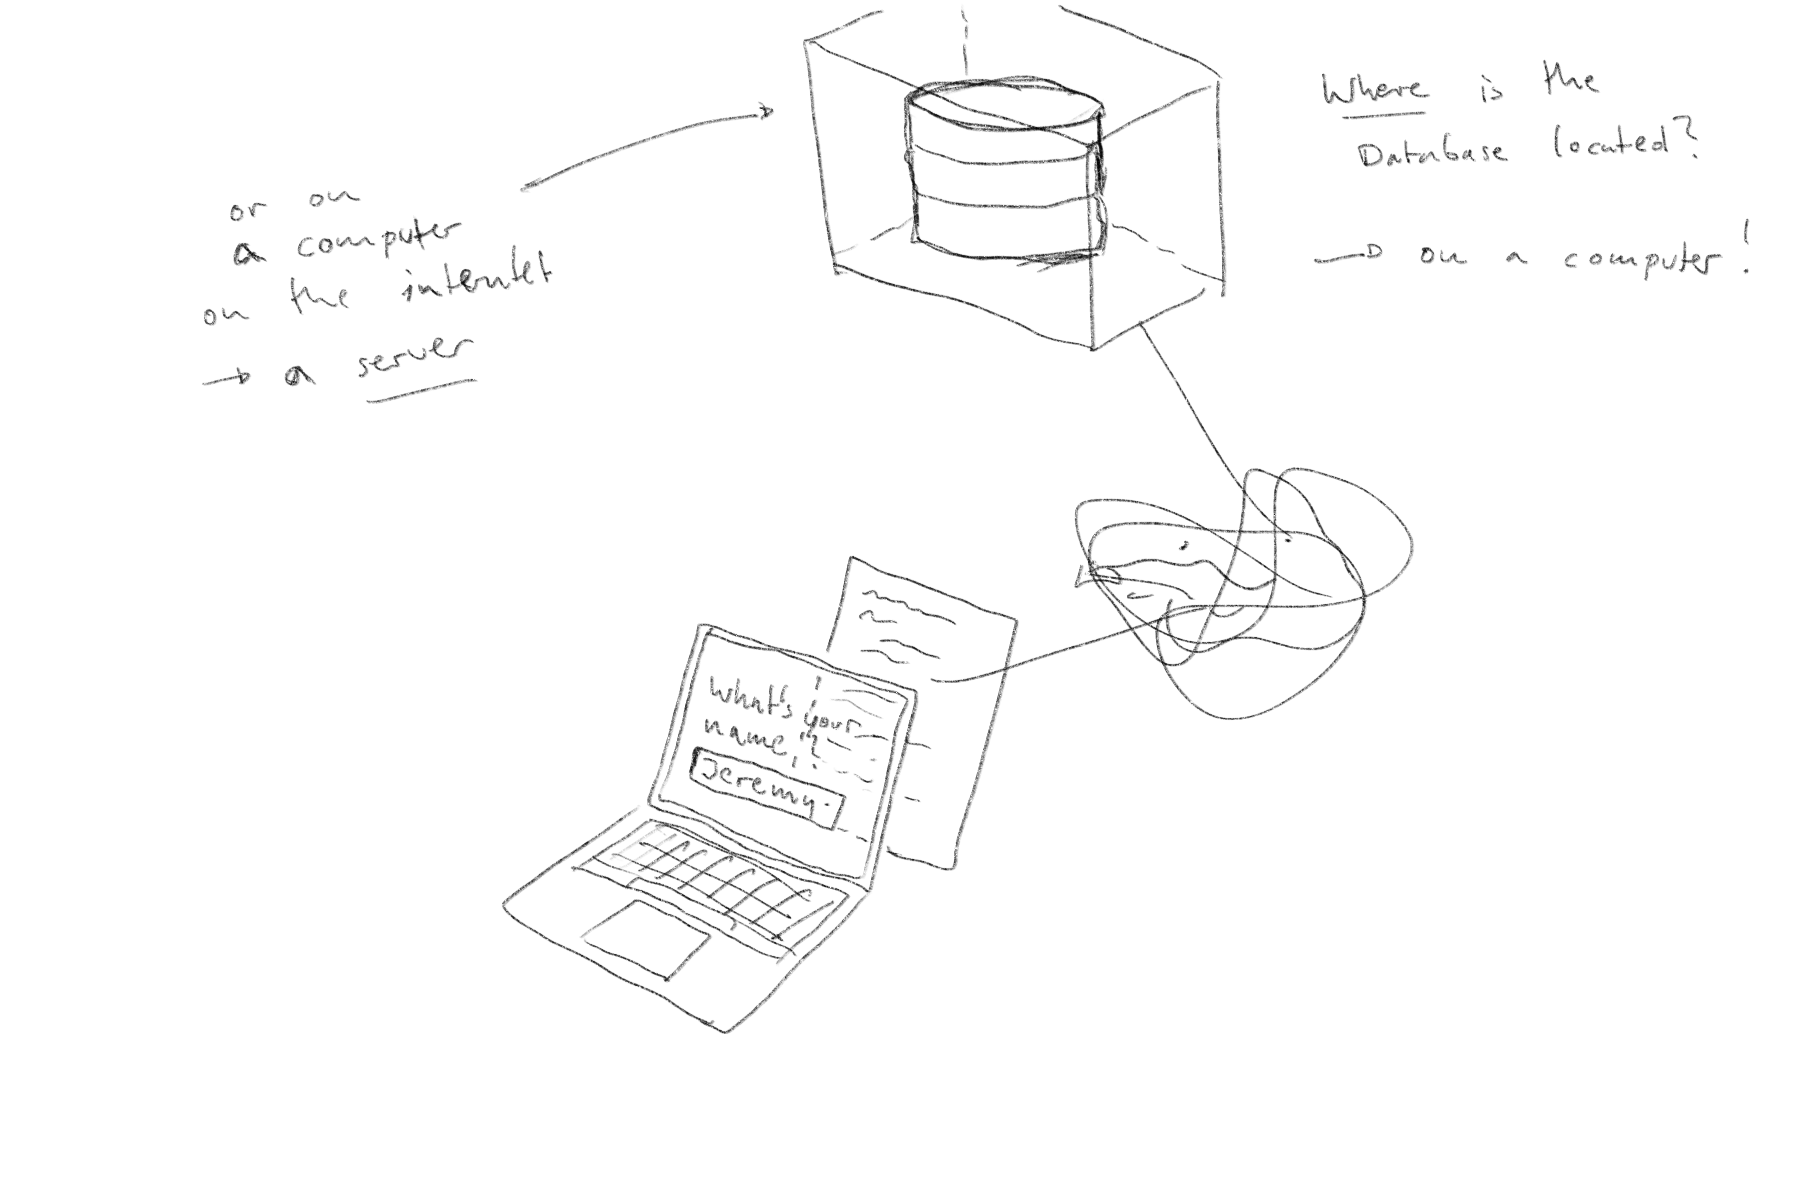 Where is the
Database located?
→ on a computer!
or on
a computer
on the internet
→ a server
What's your
name?
Jeremy.